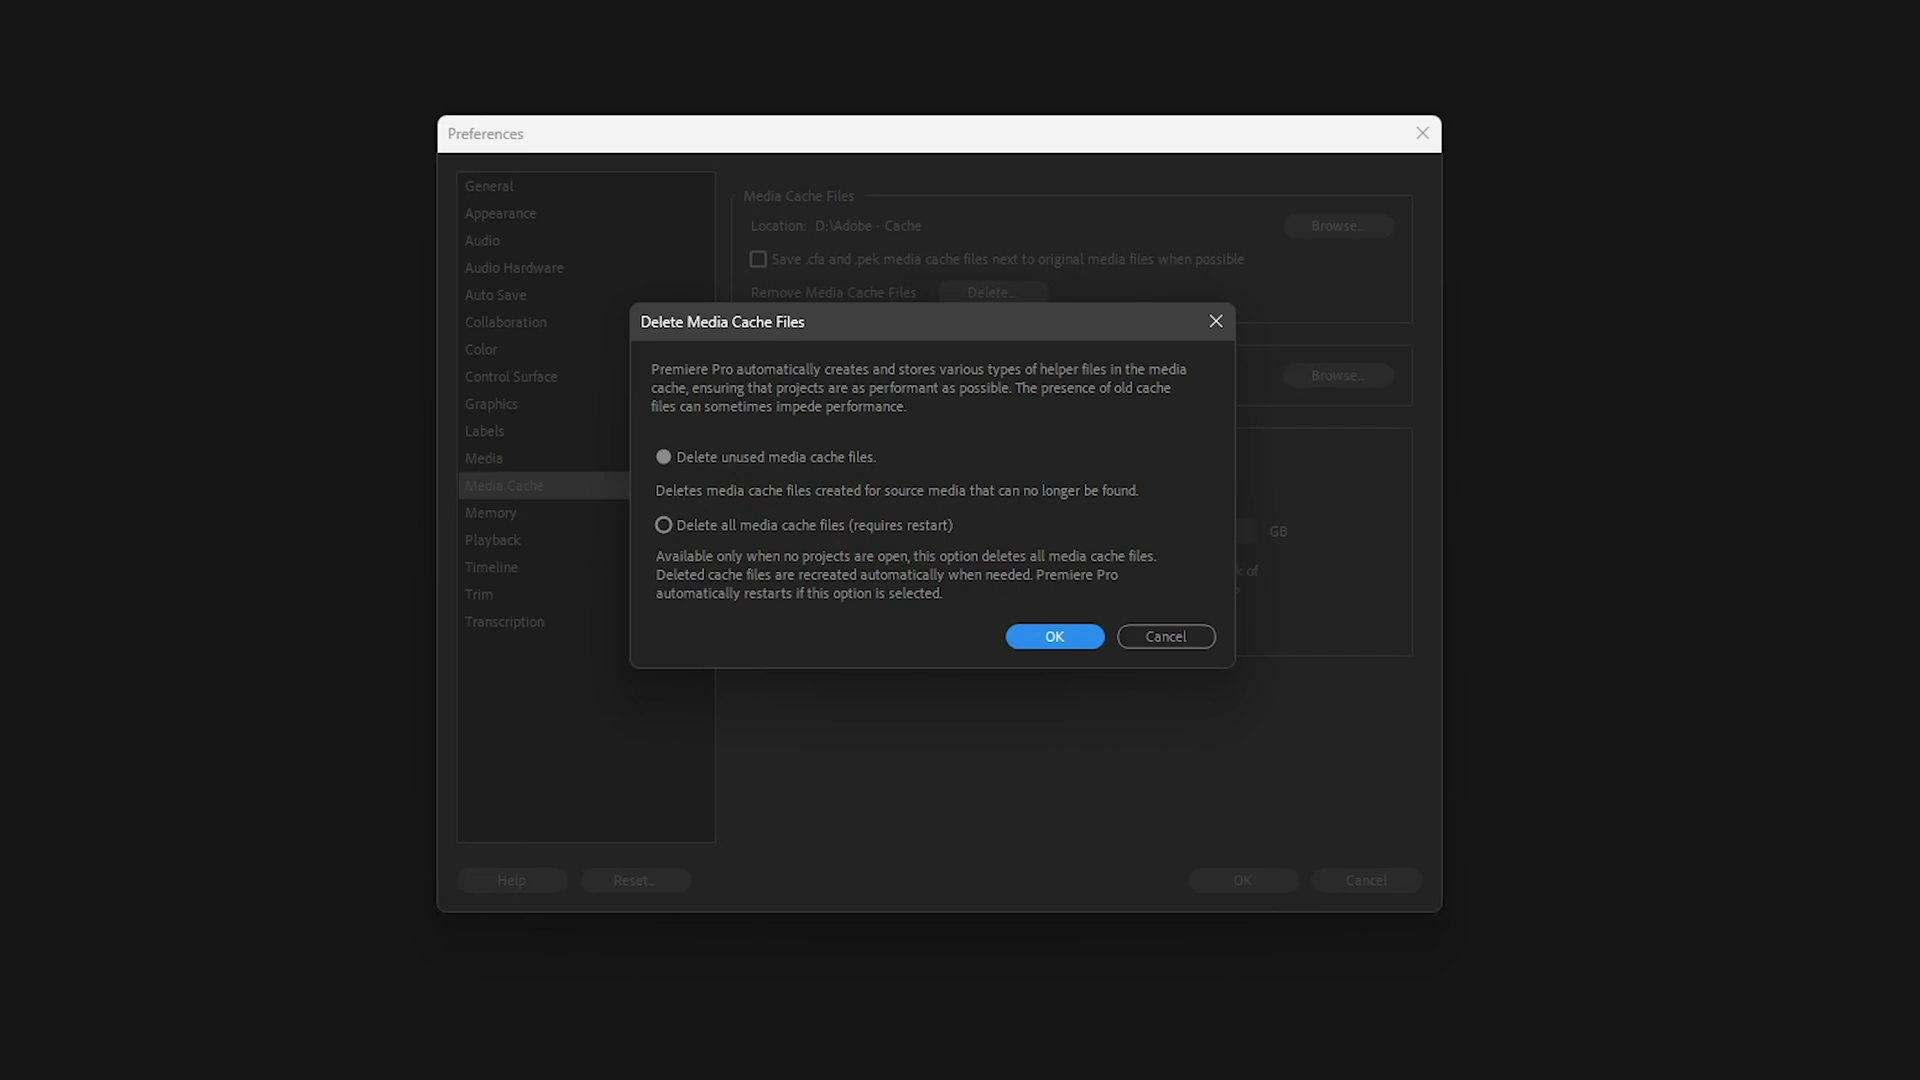 Preferences
General
Appearance
Audio
Audio Hardware
Auto Save
Collaboration
Color
Control Surface
Graphics
Labels
Media
Media Cache
Memory
Playback
Timeline
Trim
Transcription
Media Cache Files
Location: D:\Adobe - Cache
Browse...
Save .cfa and .pek media cache files next to original media files when possible
Remove Media Cache Files
Delete...
Browse...
GB
of
Delete Media Cache Files
Premiere Pro automatically creates and stores various types of helper files in the media
cache, ensuring that projects are as performant as possible. The presence of old cache
files can sometimes impede performance.
Delete unused media cache files.
Deletes media cache files created for source media that can no longer be found.
Delete all media cache files (requires restart)
Available only when no projects are open, this option deletes all media cache files.
Deleted cache files are recreated automatically when needed. Premiere Pro
automatically restarts if this option is selected.
OK
Cancel
Help
Reset...
OK
Cancel